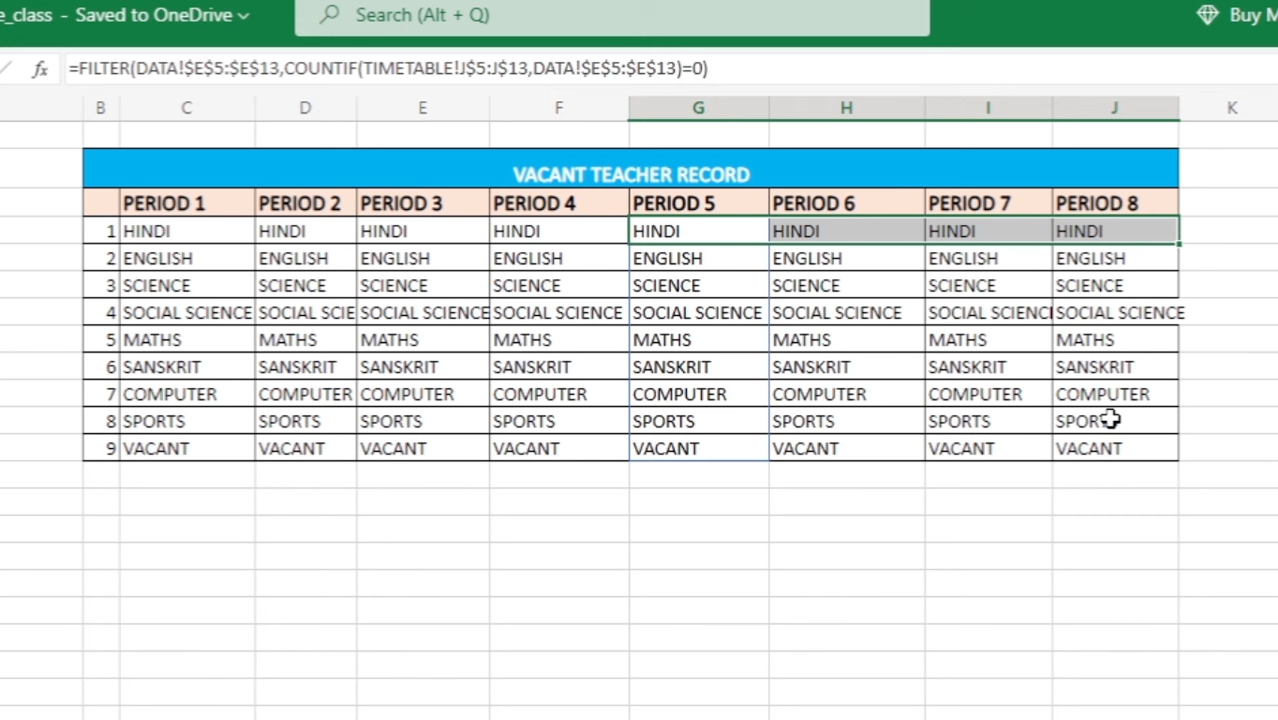 e_class - Saved to OneDrive
Search (Alt + Q)
Buy M
fx =FILTER(DATA!$E$5:$E$13,COUNTIF(TIMETABLE!J$5:J$13,DATA!$E$5:$E$13)=0)
B C D E F G H I J K
VACANT TEACHER RECORD
PERIOD 1 PERIOD 2 PERIOD 3 PERIOD 4 PERIOD 5 PERIOD 6 PERIOD 7 PERIOD 8
1 HINDI HINDI HINDI HINDI HINDI HINDI HINDI HINDI
2 ENGLISH ENGLISH ENGLISH ENGLISH ENGLISH ENGLISH ENGLISH ENGLISH
3 SCIENCE SCIENCE SCIENCE SCIENCE SCIENCE SCIENCE SCIENCE SCIENCE
4 SOCIAL SCIENCE SOCIAL SCIE SOCIAL SCIENCE SOCIAL SCIENCE SOCIAL SCIENCE SOCIAL SCIENCE SOCIAL SCIENC SOCIAL SCIENCE
5 MATHS MATHS MATHS MATHS MATHS MATHS MATHS MATHS
6 SANSKRIT SANSKRIT SANSKRIT SANSKRIT SANSKRIT SANSKRIT SANSKRIT SANSKRIT
7 COMPUTER COMPUTER COMPUTER COMPUTER COMPUTER COMPUTER COMPUTER COMPUTER
8 SPORTS SPORTS SPORTS SPORTS SPORTS SPORTS SPORTS SPORTS
9 VACANT VACANT VACANT VACANT VACANT VACANT VACANT VACANT